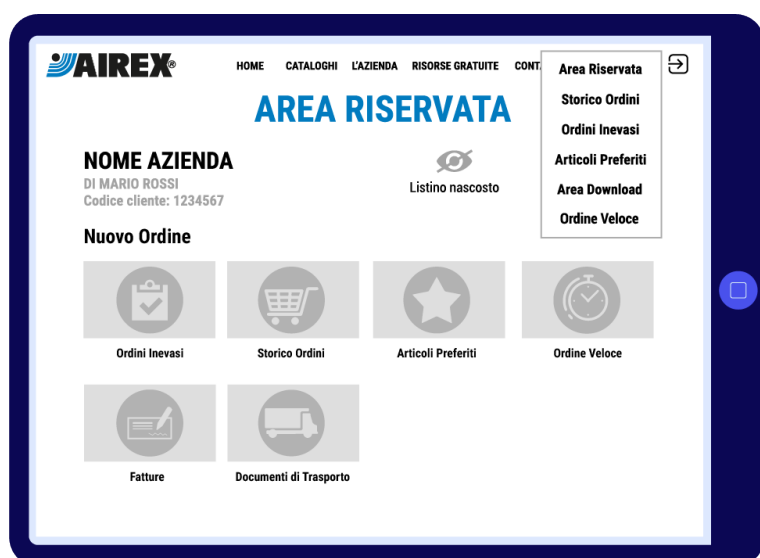 AIREX®
HOME CATALOGHI L'AZIENDA RISORSE GRATUITE CONT
Area Riservata
Storico Ordini
Ordini Inevasi
Articoli Preferiti
Area Download
Ordine Veloce
AREA RISERVATA
NOME AZIENDA
DI MARIO ROSSI
Codice cliente: 1234567
Listino nascosto
Nuovo Ordine
Ordini Inevasi Storico Ordini Articoli Preferiti Ordine Veloce
Fatture Documenti di Trasporto